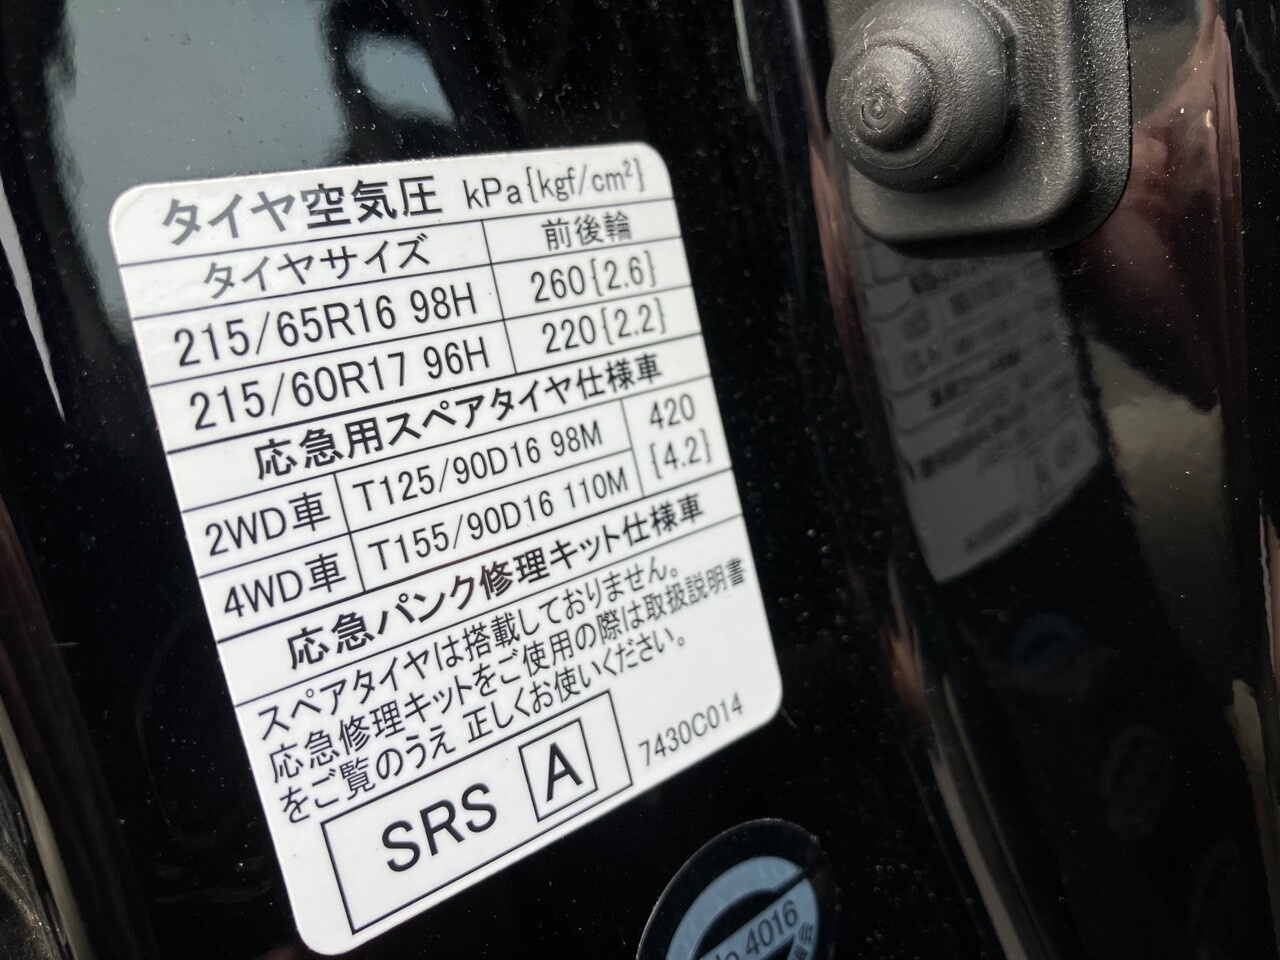 タイヤ空気圧 kPa{kgf/cm²}
タイヤサイズ 前後輪
215/65R16 98H 260{2.6}
215/60R17 96H 220{2.2}
応急用スペアタイヤ仕様車
2WD車 T125/90D16 98M 420
4WD車 T155/90D16 110M {4.2}
応急パンク修理キット仕様車
スペアタイヤは搭載しておりません。
応急修理キットをご使用の際は取扱説明書
をご覧のうえ 正しくお使いください。
SRS A 7430C014
No 4016